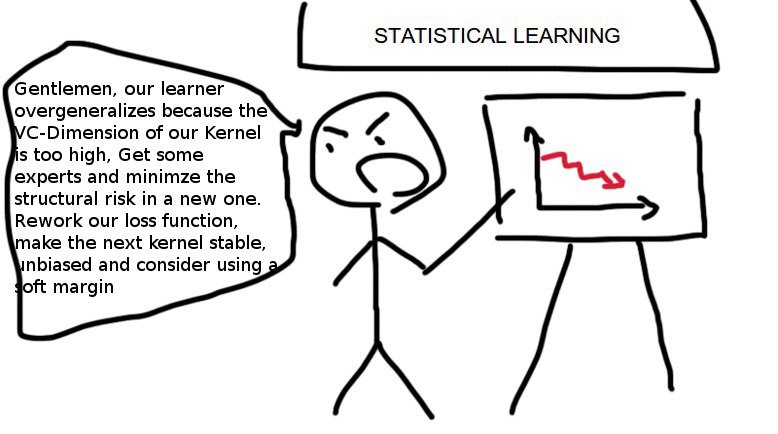 STATISTICAL LEARNING
Gentlemen, our learner
overgeneralizes because the
VC-Dimension of our Kernel
is too high, Get some
experts and minimze the
structural risk in a new one.
Rework our loss function,
make the next kernel stable,
unbiased and consider using a
soft margin